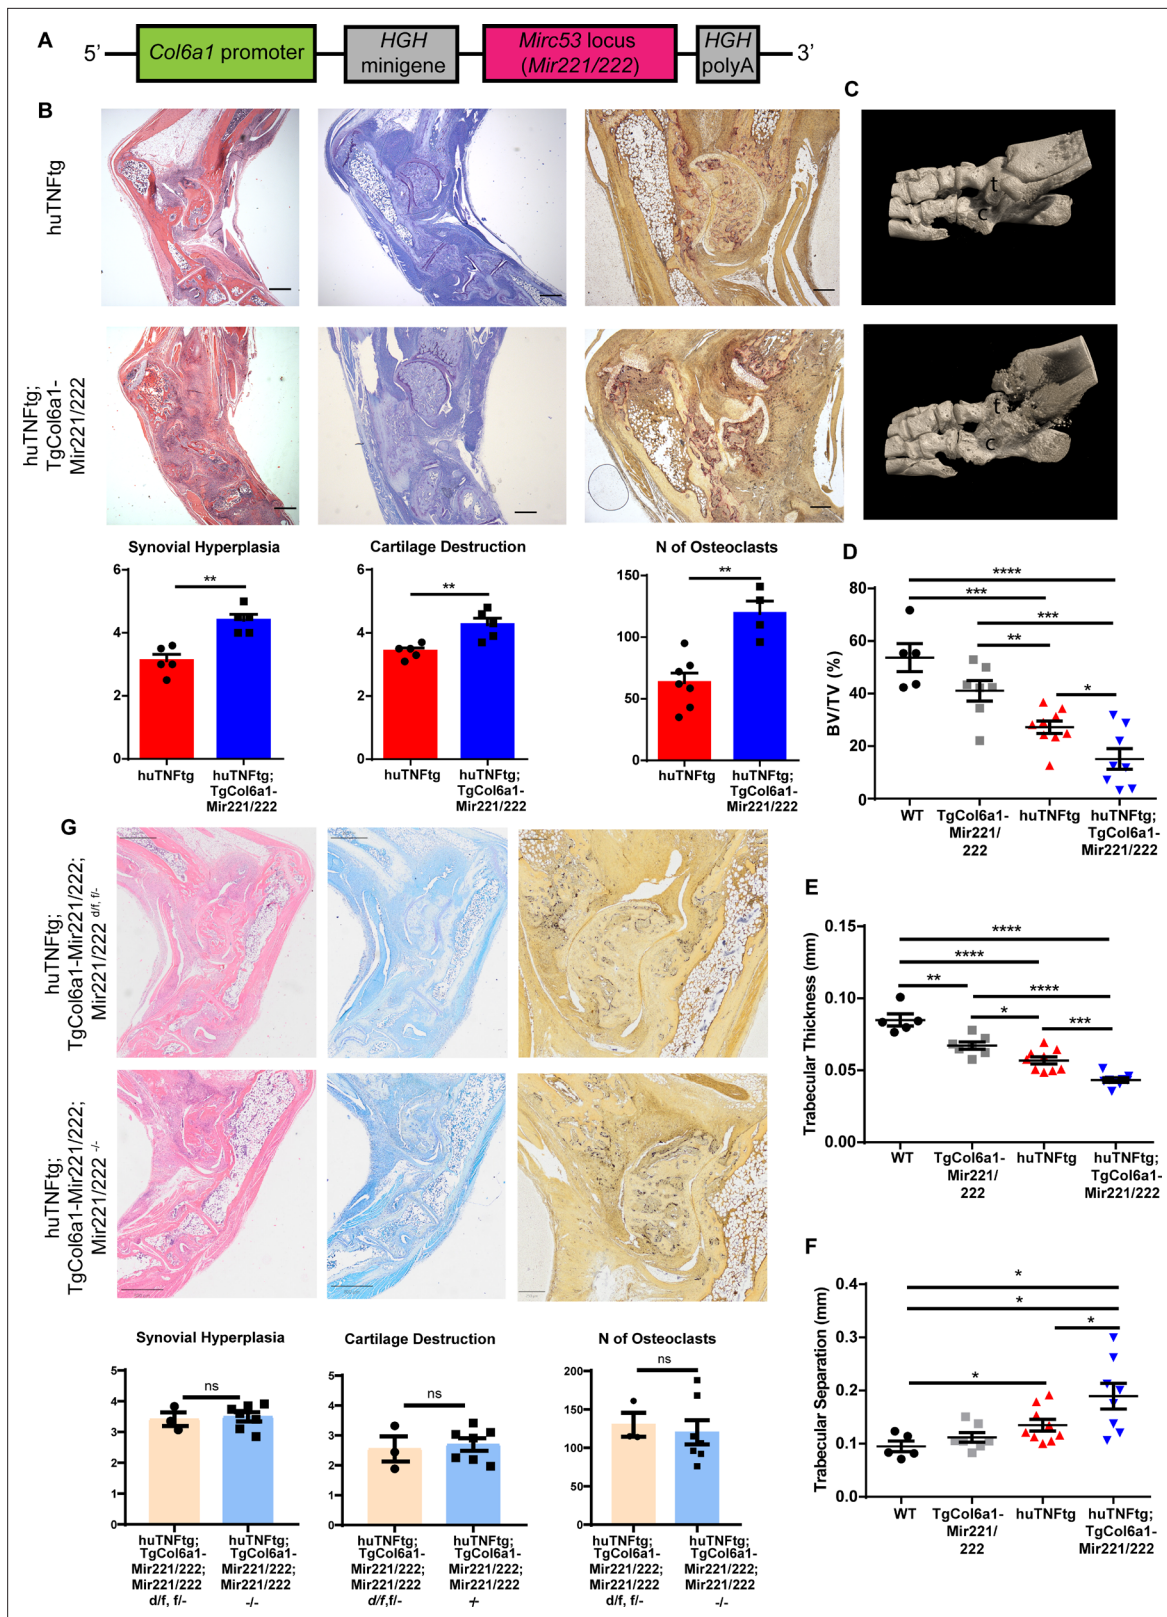 A
5’
Col6a1 promoter
HGH
minigene
Mirc53 locus
(Mir221/222)
HGH
polyA
3’
B
C
huTNFtg
t
c
huTNFtg;
TgCol6a1-
Mir221/222
t
c
Synovial Hyperplasia
6
4
2
0
**
huTNFtg
huTNFtg;
TgCol6a1-
Mir221/222
Cartilage Destruction
6
4
2
0
**
huTNFtg
huTNFtg;
TgCol6a1-
Mir221/222
N of Osteoclasts
150
100
50
0
**
huTNFtg
huTNFtg;
TgCol6a1-
Mir221/222
D
BV/TV (%)
80
60
40
20
0
****
***
***
**
*
WT
TgCol6a1-
Mir221/
222
huTNFtg
huTNFtg;
TgCol6a1-
Mir221/222
E
Trabecular Thickness (mm)
0.15
0.10
0.05
0.00
****
****
**
****
*
***
WT
TgCol6a1-
Mir221/
222
huTNFtg
huTNFtg;
TgCol6a1-
Mir221/222
F
Trabecular Separation (mm)
0.4
0.3
0.2
0.1
0.0
*
*
*
*
WT
TgCol6a1-
Mir221/
222
huTNFtg
huTNFtg;
TgCol6a1-
Mir221/222
G
huTNFtg;
TgCol6a1-Mir221/222;
Mir221/222 d/f, f/-
huTNFtg;
TgCol6a1-Mir221/222;
Mir221/222 -/-
Synovial Hyperplasia
5
4
3
2
1
0
ns
huTNFtg;
TgCol6a1-
Mir221/222;
Mir221/222
d/f, f/-
huTNFtg;
TgCol6a1-
Mir221/222;
Mir221/222
-/-
Cartilage Destruction
5
4
3
2
1
0
ns
huTNFtg;
TgCol6a1-
Mir221/222;
Mir221/222
d/f,f/-
huTNFtg;
TgCol6a1-
Mir221/222;
Mir221/222
-/-
N of Osteoclasts
200
150
100
50
0
ns
huTNFtg;
TgCol6a1-
Mir221/222;
Mir221/222
d/f, f/-
huTNFtg;
TgCol6a1-
Mir221/222;
Mir221/222
-/-